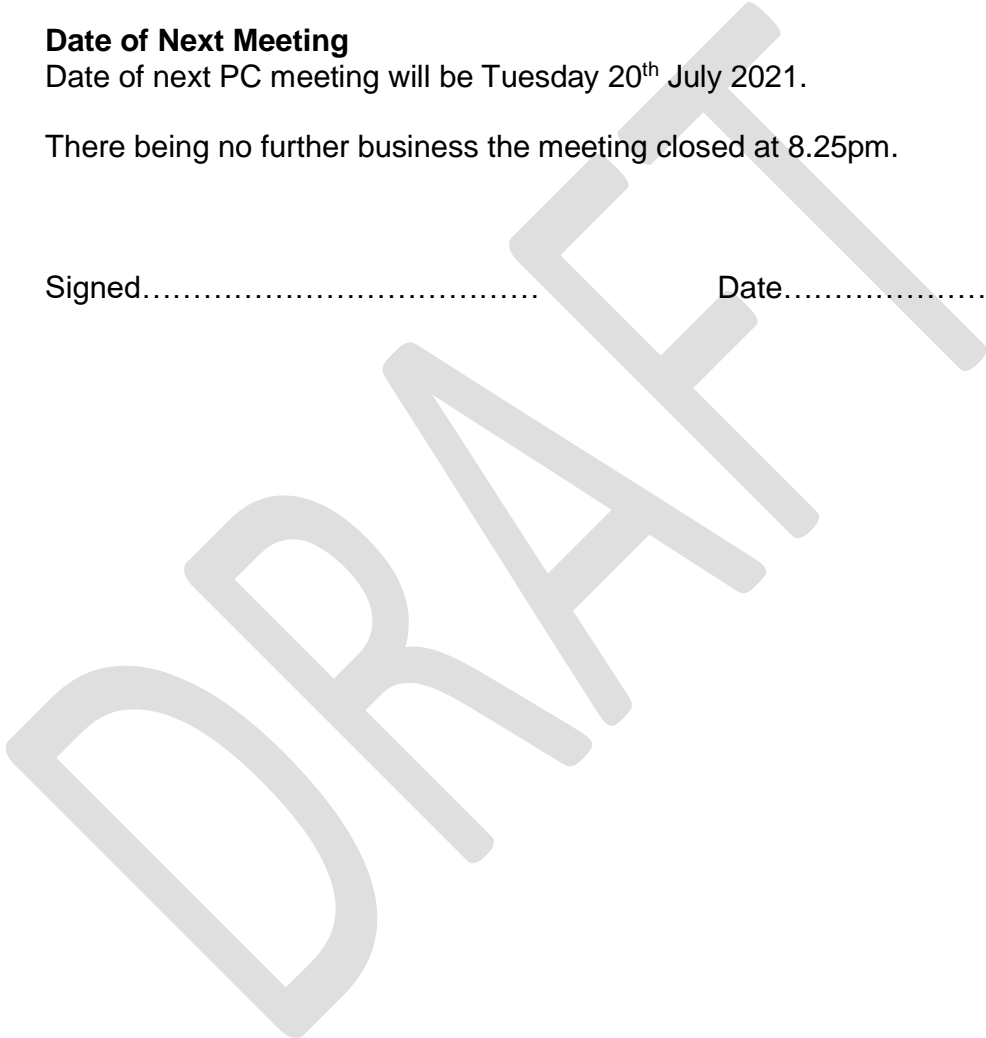 Date of Next Meeting
Date of next PC meeting will be Tuesday 20th July 2021.
There being no further business the meeting closed at 8.25pm.
Signed………………………………… Date…………………
DRAFT